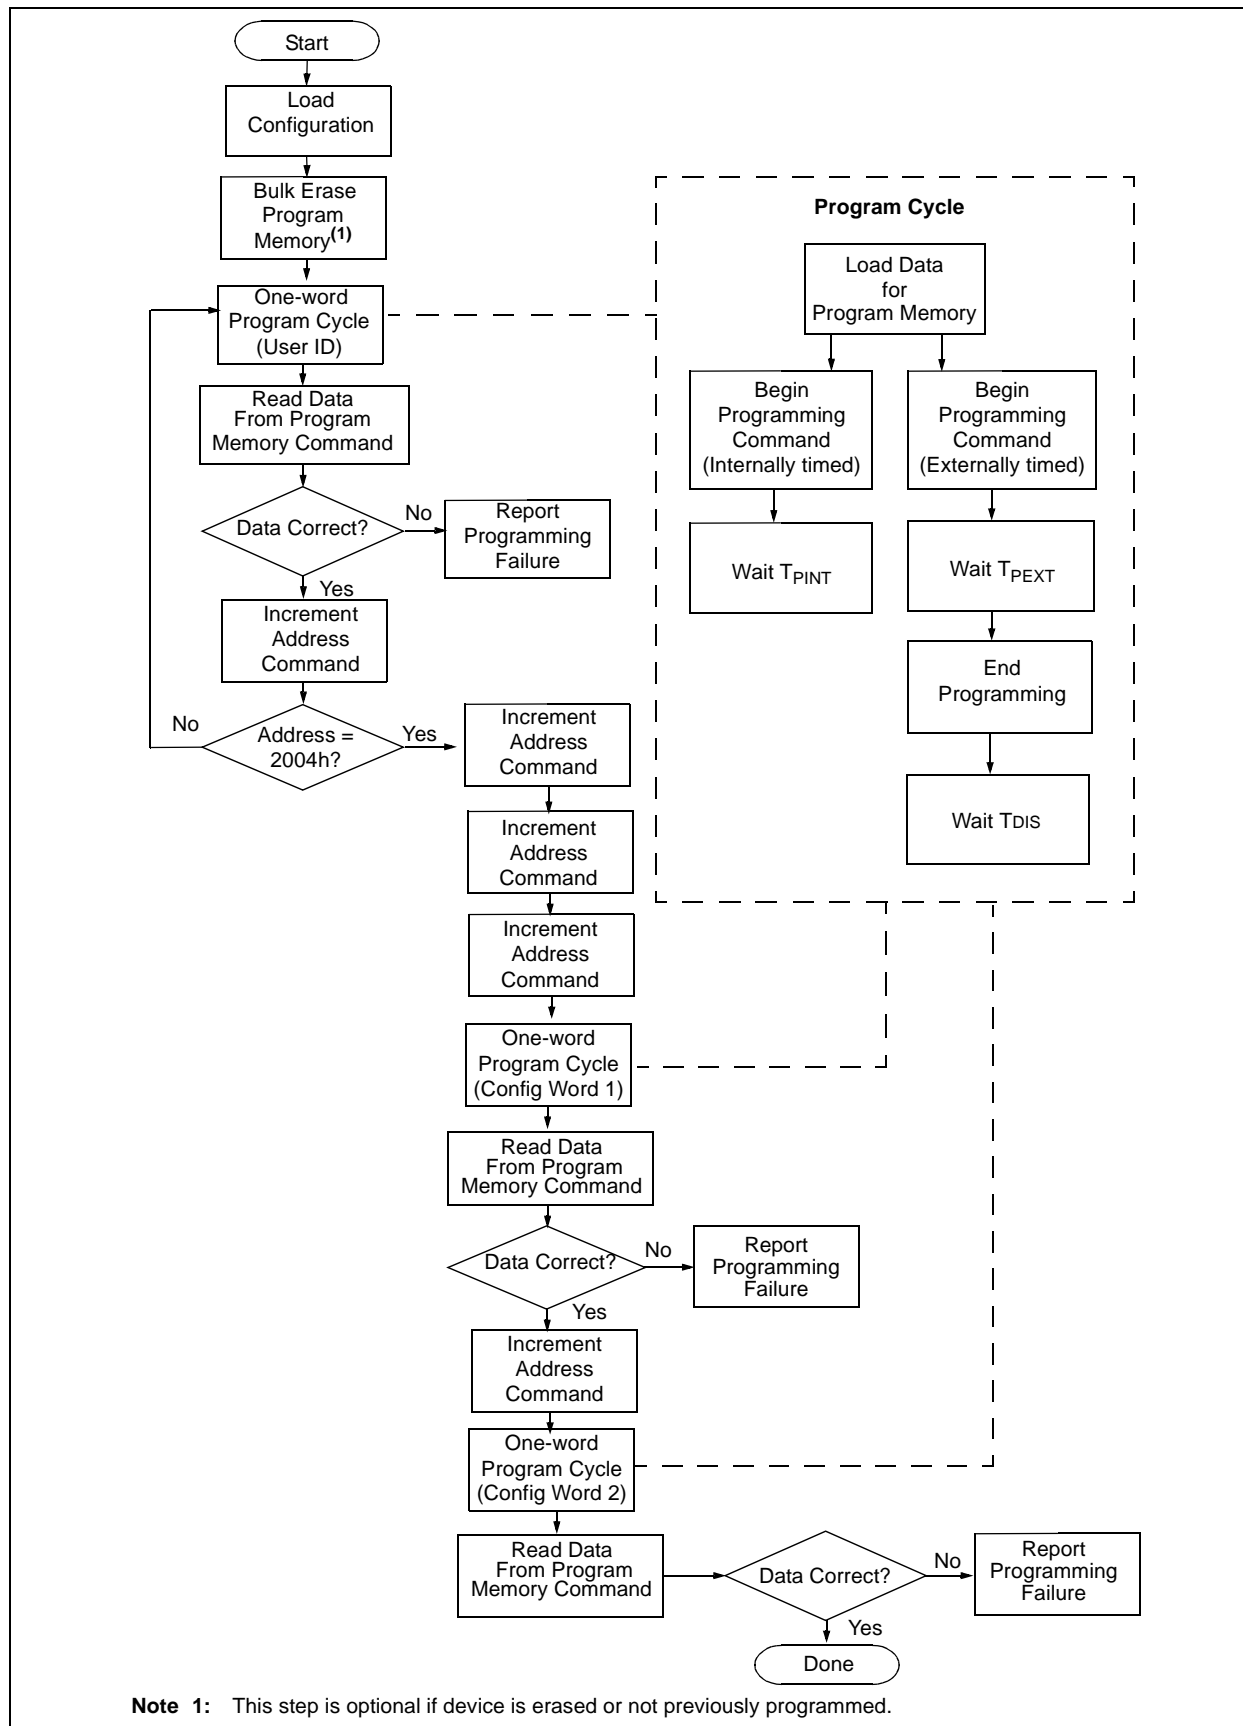 Start
Load
Configuration
Bulk Erase
Program
Memory(1)
One-word
Program Cycle
(User ID)
Read Data
From Program
Memory Command
Data Correct?
No
Report
Programming
Failure
Yes
Increment
Address
Command
Address =
2004h?
No
Yes
Increment
Address
Command
Increment
Address
Command
Increment
Address
Command
One-word
Program Cycle
(Config Word 1)
Read Data
From Program
Memory Command
Data Correct?
No
Report
Programming
Failure
Yes
Increment
Address
Command
One-word
Program Cycle
(Config Word 2)
Read Data
From Program
Memory Command
Data Correct?
No
Report
Programming
Failure
Yes
Done
Program Cycle
Load Data
for
Program Memory
Begin
Programming
Command
(Internally timed)
Wait TPINT
Begin
Programming
Command
(Externally timed)
Wait TPEXT
End
Programming
Wait TDIS
Note 1: This step is optional if device is erased or not previously programmed.